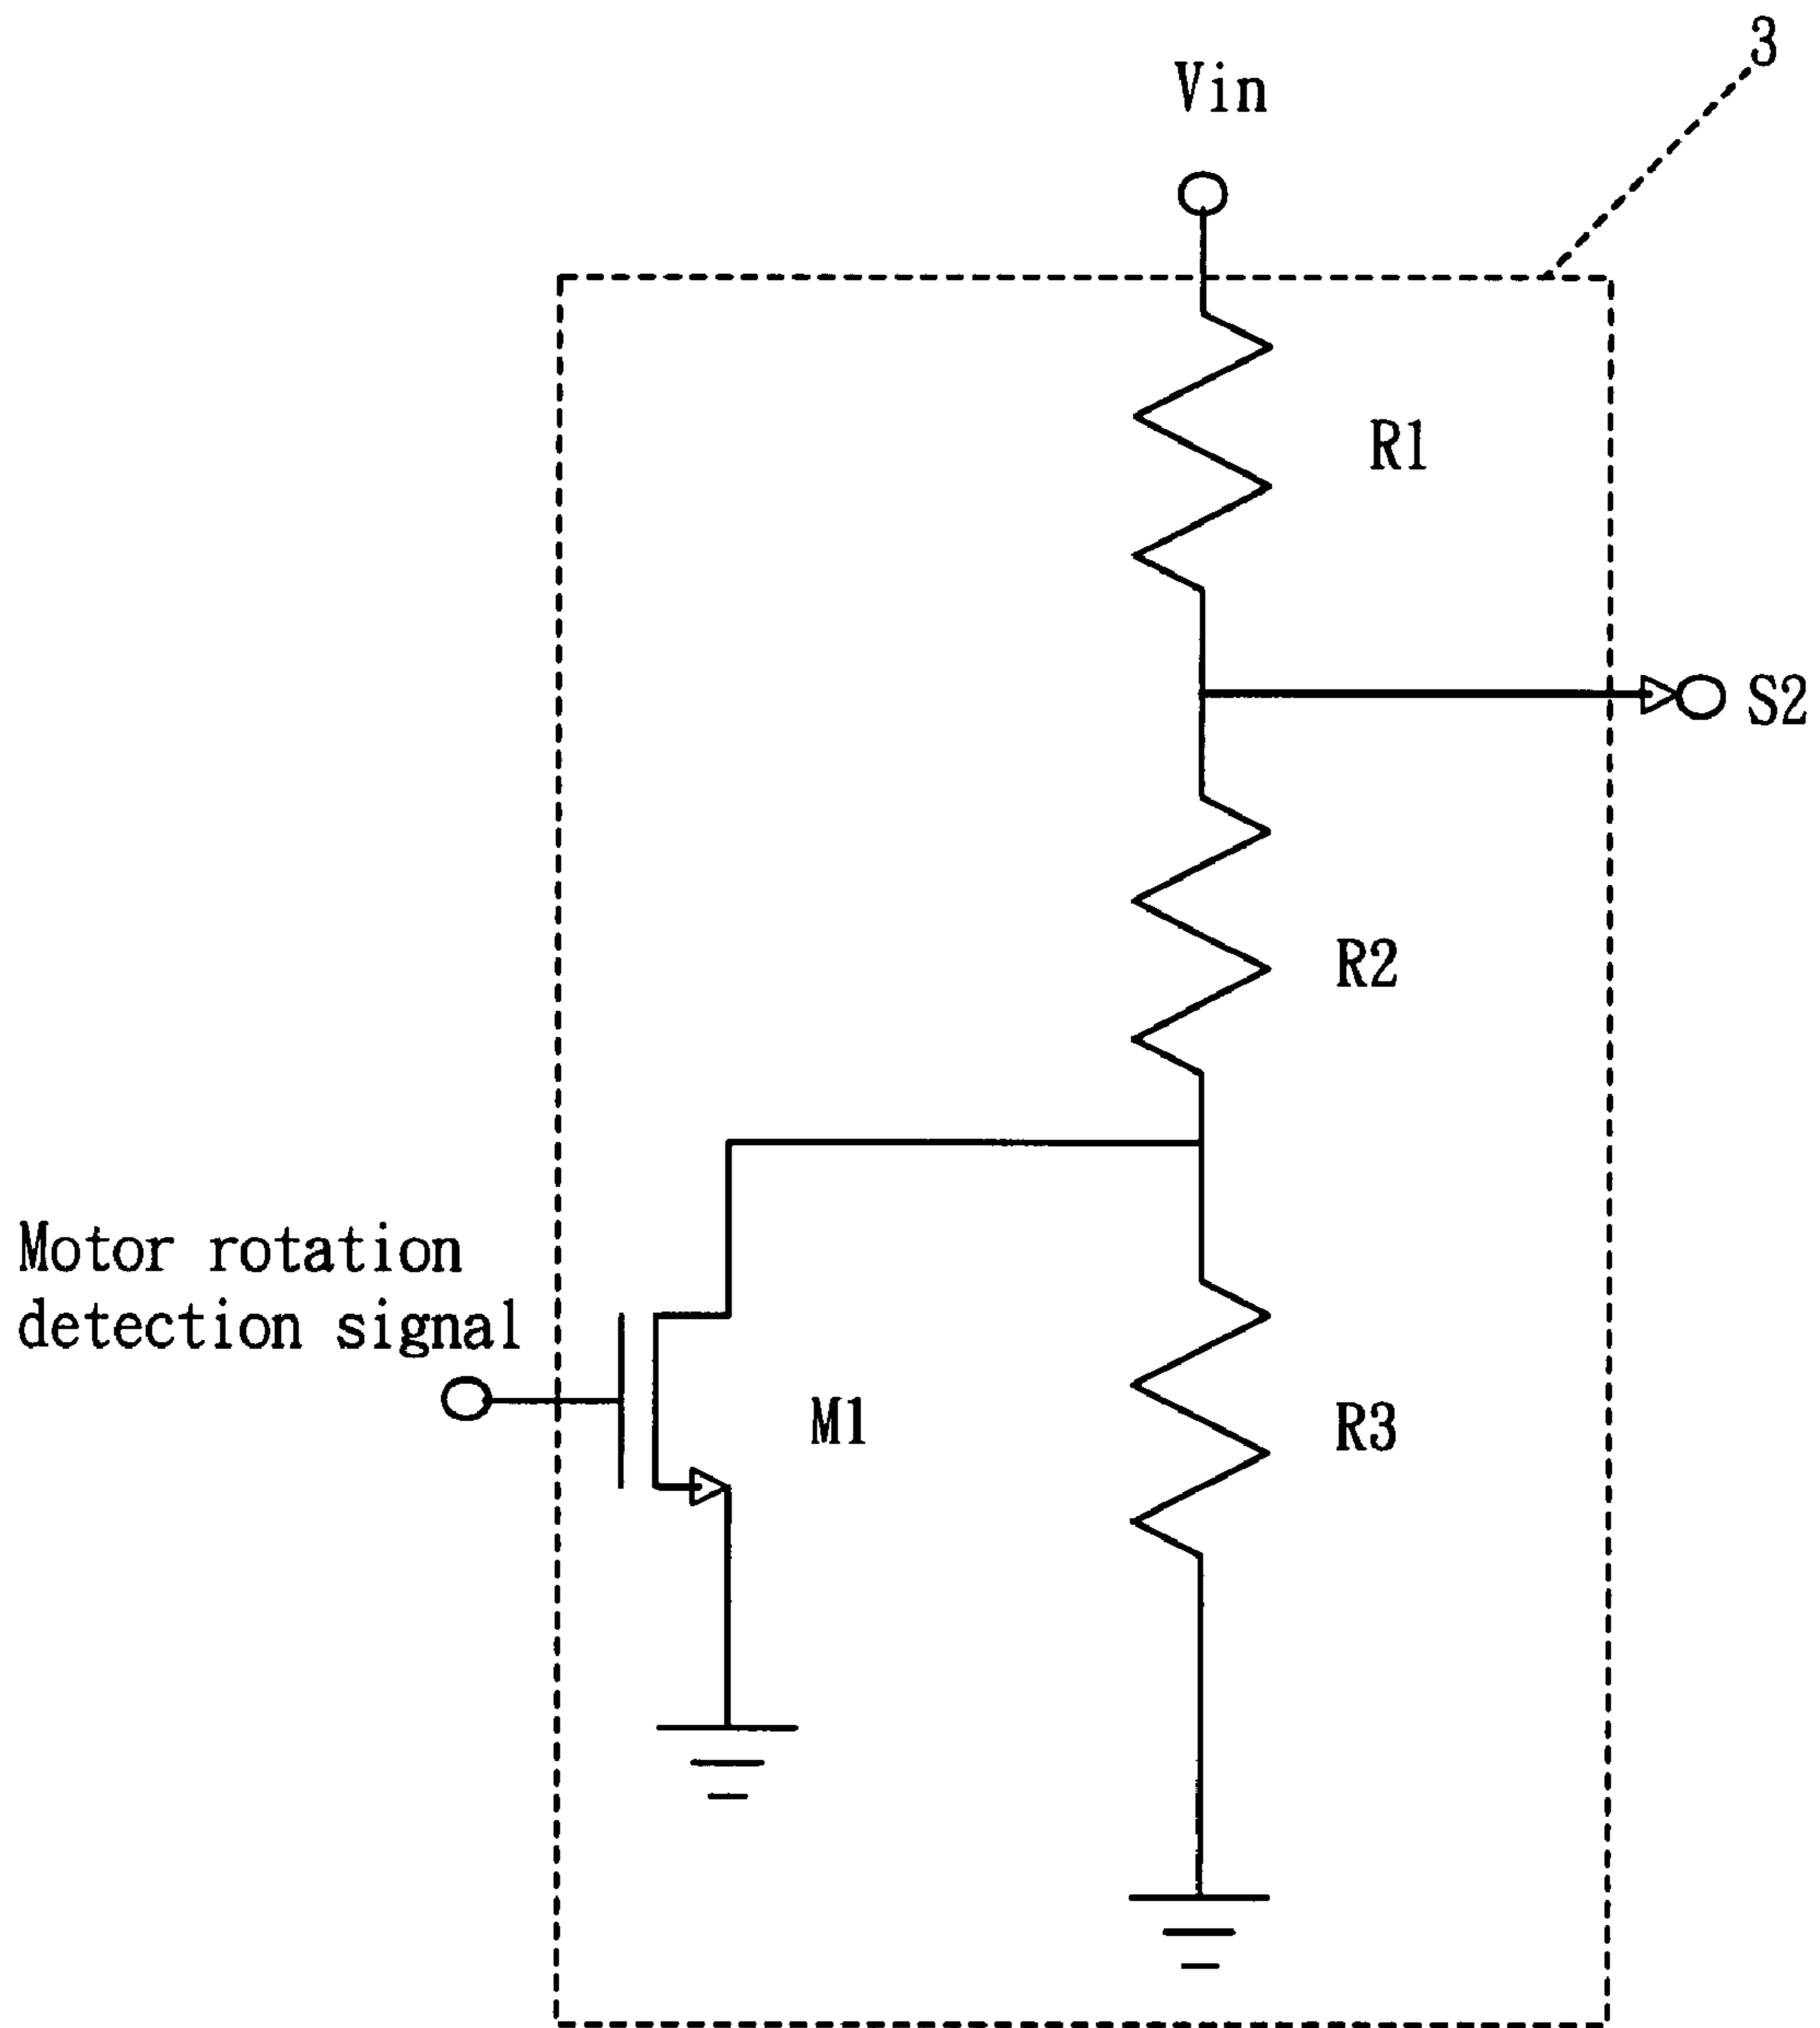 3
Vin
R1
S2
R2
Motor rotation
detection signal
M1
R3